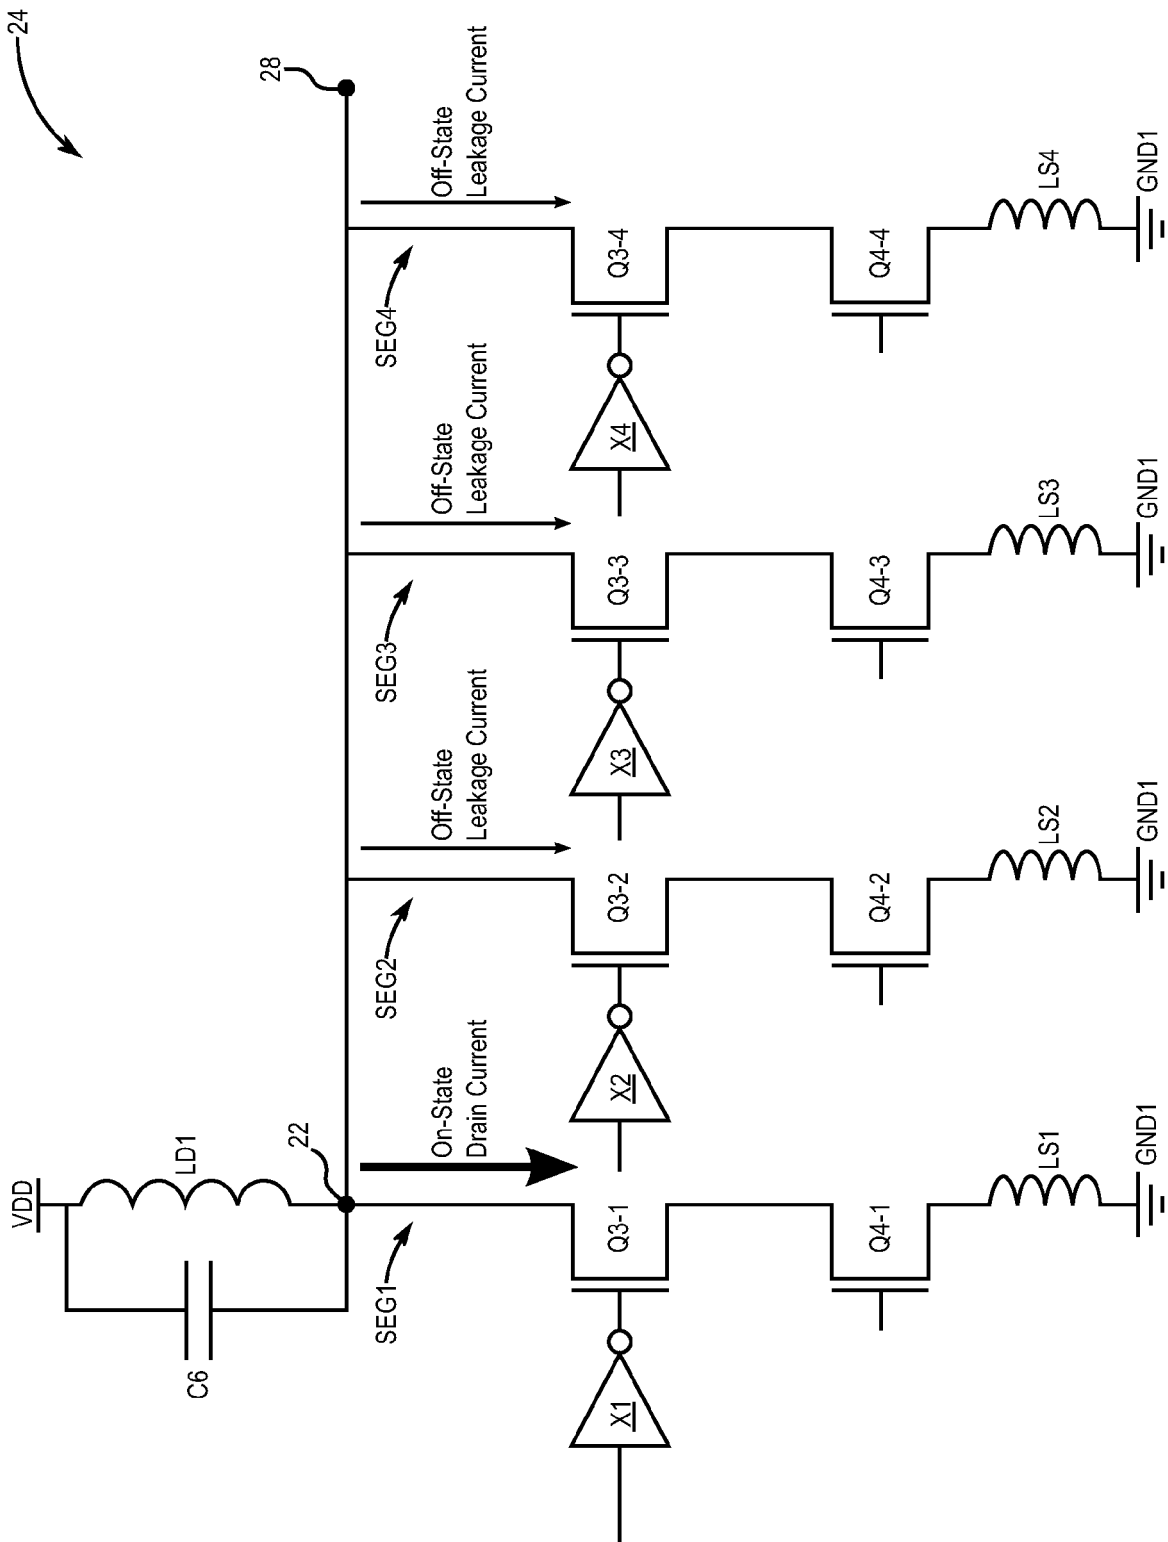 24
VDD
LD1
C6
22
28
SEG1
On-State
Drain Current
SEG2
Off-State
Leakage Current
SEG3
Off-State
Leakage Current
SEG4
Off-State
Leakage Current
X1
Q3-1
X2
Q3-2
X3
Q3-3
X4
Q3-4
Q4-1
Q4-2
Q4-3
Q4-4
LS1
LS2
LS3
LS4
GND1
GND1
GND1
GND1